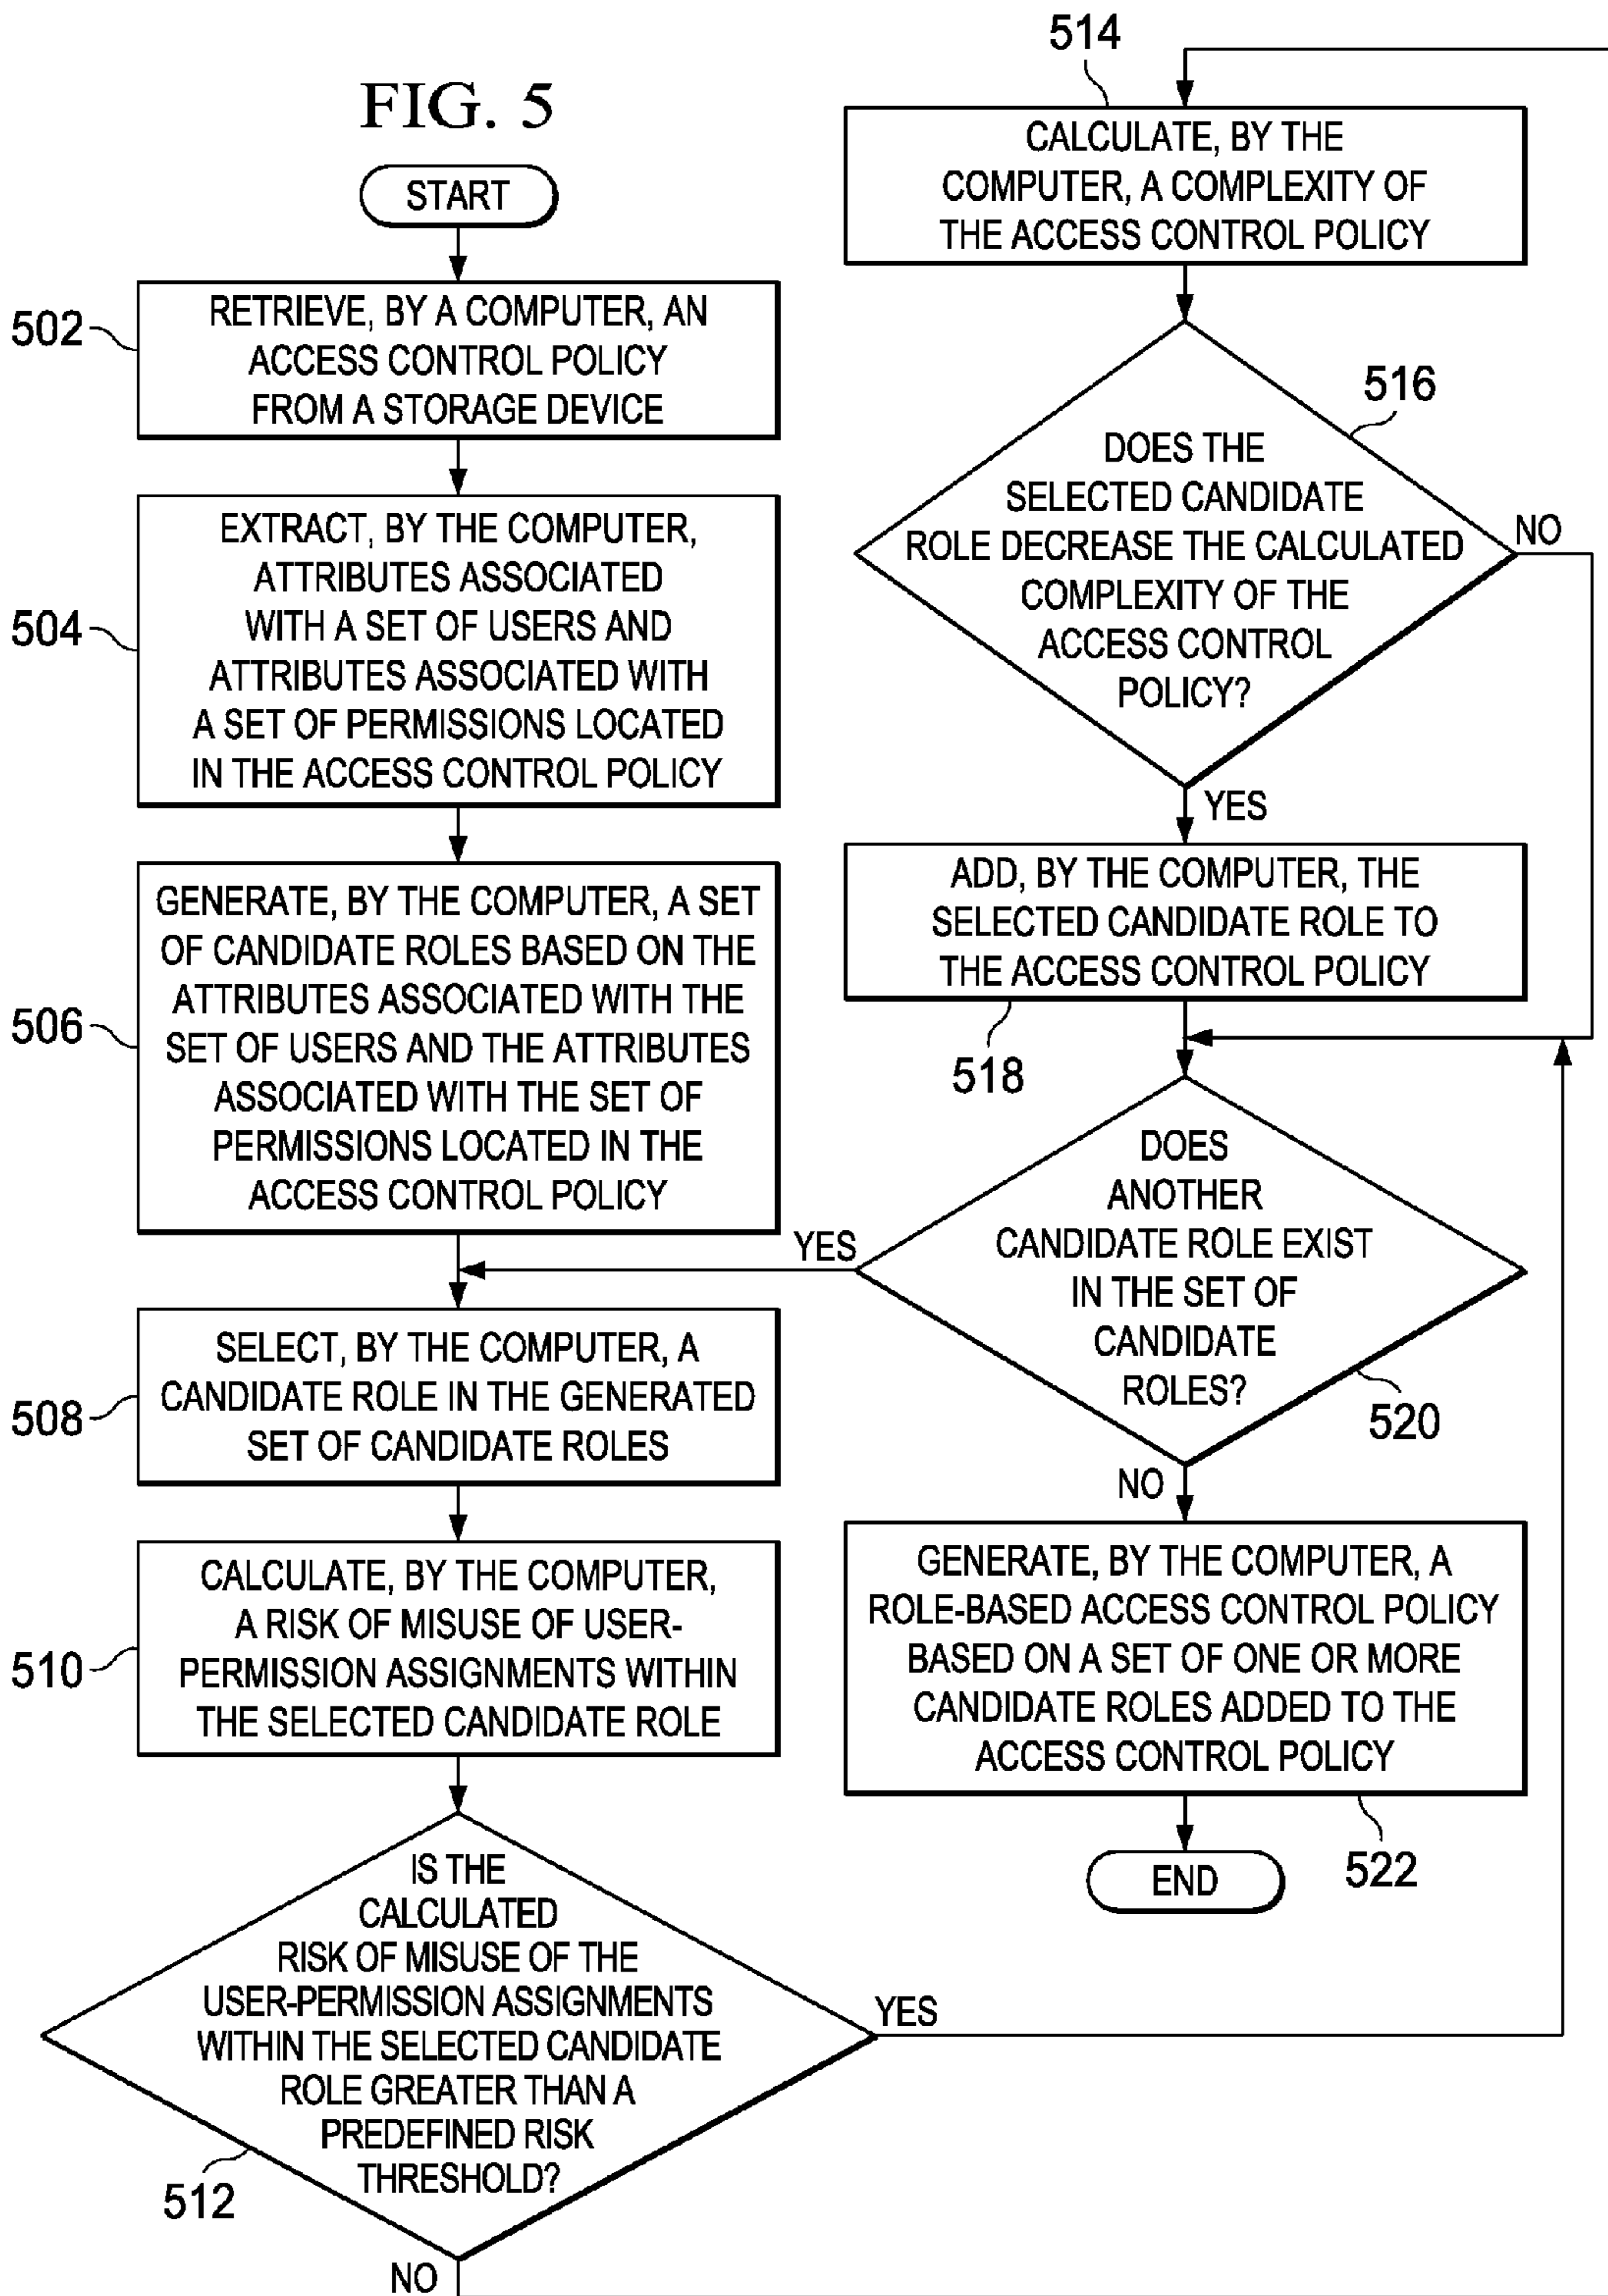 FIG. 5
START
502
RETRIEVE, BY A COMPUTER, AN
ACCESS CONTROL POLICY
FROM A STORAGE DEVICE
504
EXTRACT, BY THE COMPUTER,
ATTRIBUTES ASSOCIATED
WITH A SET OF USERS AND
ATTRIBUTES ASSOCIATED WITH
A SET OF PERMISSIONS LOCATED
IN THE ACCESS CONTROL POLICY
506
GENERATE, BY THE COMPUTER, A SET
OF CANDIDATE ROLES BASED ON THE
ATTRIBUTES ASSOCIATED WITH THE
SET OF USERS AND THE ATTRIBUTES
ASSOCIATED WITH THE SET OF
PERMISSIONS LOCATED IN THE
ACCESS CONTROL POLICY
508
SELECT, BY THE COMPUTER, A
CANDIDATE ROLE IN THE GENERATED
SET OF CANDIDATE ROLES
510
CALCULATE, BY THE COMPUTER,
A RISK OF MISUSE OF USER-
PERMISSION ASSIGNMENTS WITHIN
THE SELECTED CANDIDATE ROLE
IS THE
CALCULATED
RISK OF MISUSE OF THE
USER-PERMISSION ASSIGNMENTS
WITHIN THE SELECTED CANDIDATE
ROLE GREATER THAN A
PREDEFINED RISK
THRESHOLD?
512
YES
NO
514
CALCULATE, BY THE
COMPUTER, A COMPLEXITY OF
THE ACCESS CONTROL POLICY
516
DOES THE
SELECTED CANDIDATE
ROLE DECREASE THE CALCULATED
COMPLEXITY OF THE
ACCESS CONTROL
POLICY?
NO
YES
ADD, BY THE COMPUTER, THE
SELECTED CANDIDATE ROLE TO
THE ACCESS CONTROL POLICY
518
DOES
ANOTHER
CANDIDATE ROLE EXIST
IN THE SET OF
CANDIDATE
ROLES?
YES
520
NO
GENERATE, BY THE COMPUTER, A
ROLE-BASED ACCESS CONTROL POLICY
BASED ON A SET OF ONE OR MORE
CANDIDATE ROLES ADDED TO THE
ACCESS CONTROL POLICY
522
END